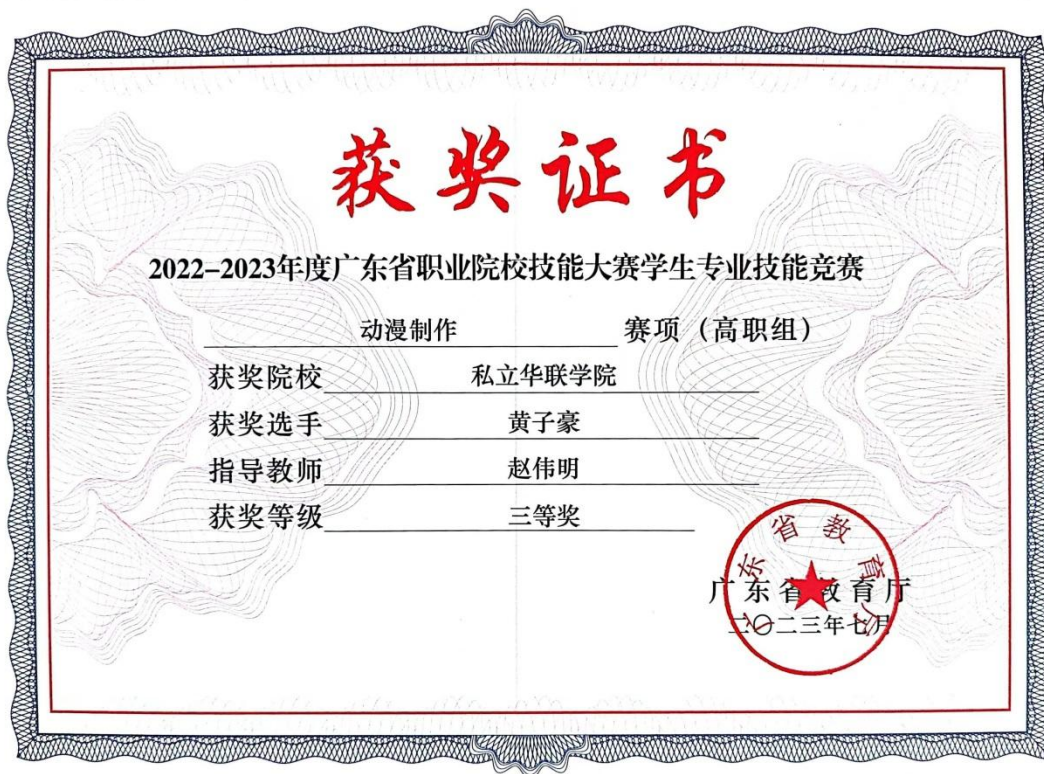 获奖证书
2022-2023年度广东省职业院校技能大赛学生专业技能竞赛
动漫制作 赛项（高职组）
获奖院校 私立华联学院
获奖选手 黄子豪
指导教师 赵伟明
获奖等级 三等奖
广东省教育厅
广东省教育厅
二〇二三年七月